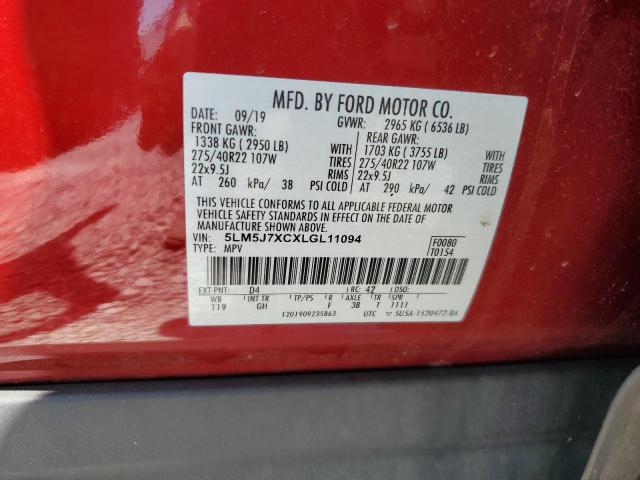 MFD. BY FORD MOTOR CO.
DATE: 09/19 GVWR: 2965 KG ( 6536 LB)
FRONT GAWR: REAR GAWR:
1338 KG ( 2950 LB) 1703 KG ( 3755 LB)
275/40R22 107W TIRES 275/40R22 107W TIRES
22x9.5J RIMS 22x9.5J RIMS
AT 260 kPa/ 38 PSI COLD AT 290 kPa/ 42 PSI COLD
THIS VEHICLE CONFORMS TO ALL APPLICABLE FEDERAL MOTOR
VEHICLE SAFETY STANDARDS IN EFFECT ON THE DATE OF
MANUFACTURE SHOWN ABOVE.
VIN: 5LM5J7XCXLGL11094 F0080
TYPE: MPV T0154
EXT PNT: D4 RC: 42
WB INT TR TP/PS R AXLE TR SPR
119 GH F 3B T 1111
1201909235863 UTC ▽ 5U5A-1520472-BA